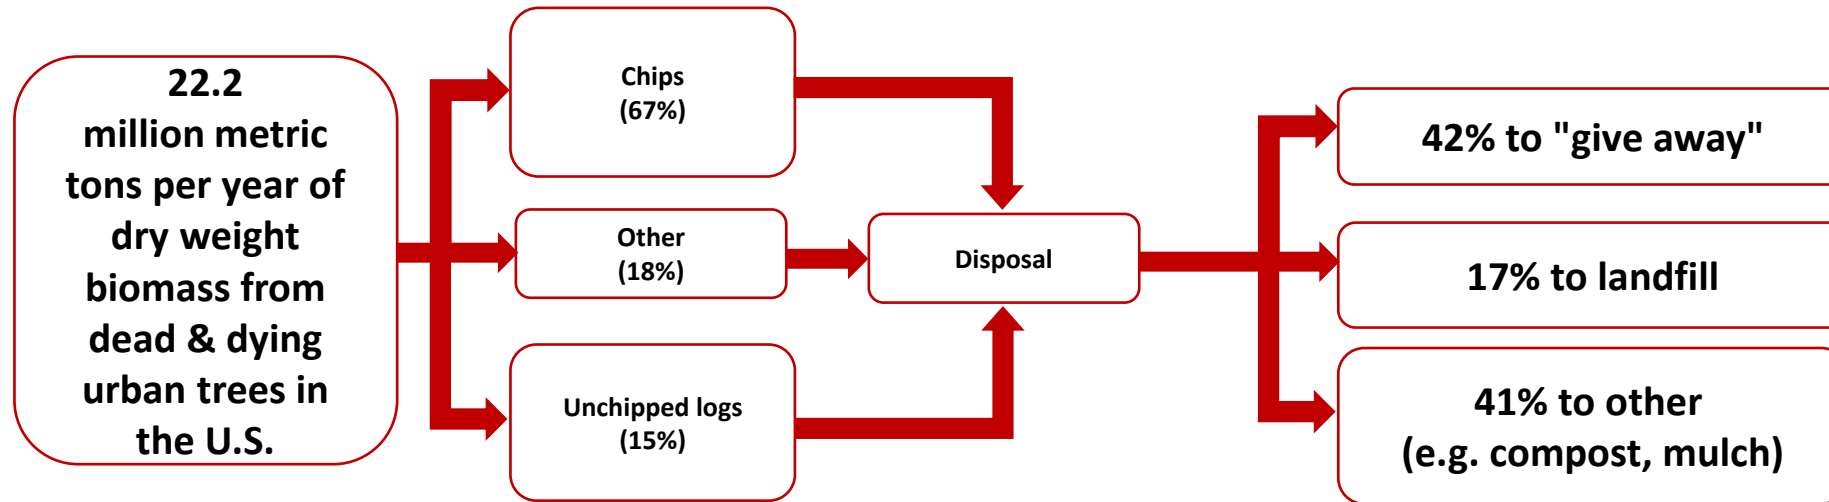 22.2
million metric
tons per year of
dry weight
biomass from
dead & dying
urban trees in
the U.S.
Chips
(67%)
Other
(18%)
Unchipped logs
(15%)
Disposal
42% to "give away"
17% to landfill
41% to other
(e.g. compost, mulch)